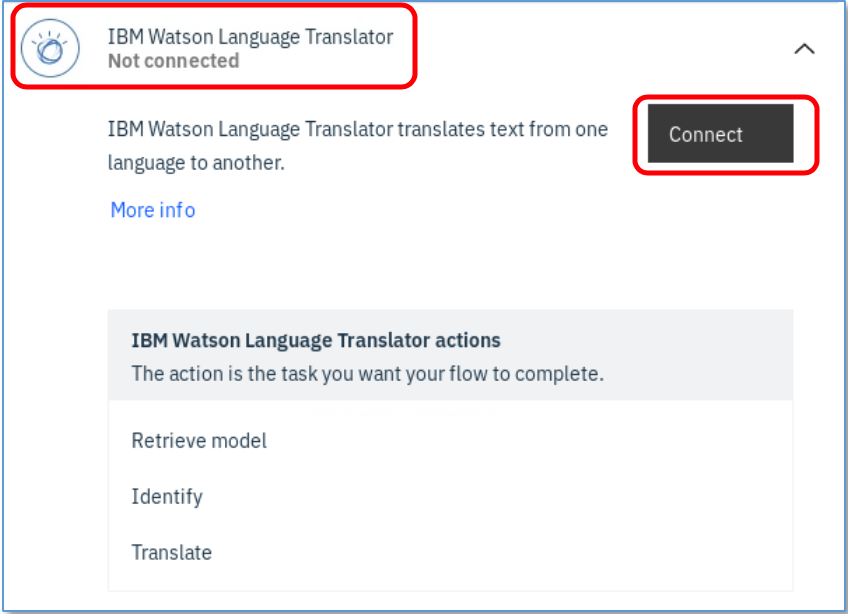 IBM Watson Language Translator
Not connected
IBM Watson Language Translator translates text from one
language to another.
Connect
More info
IBM Watson Language Translator actions
The action is the task you want your flow to complete.
Retrieve model
Identify
Translate